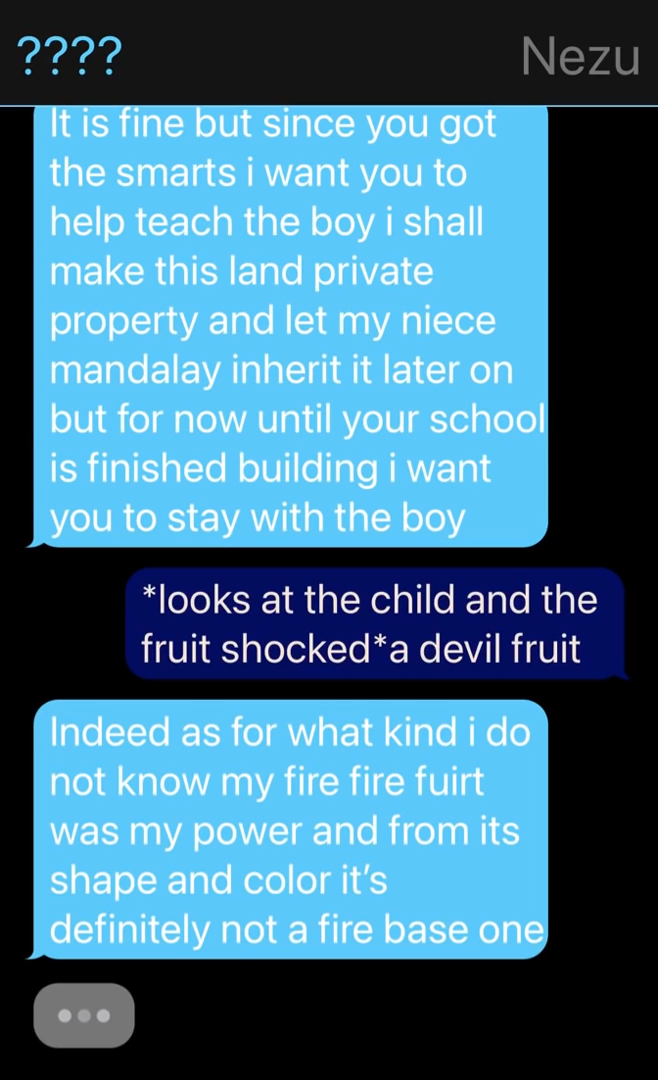 ???? Nezu
It is fine but since you got
the smarts i want you to
help teach the boy i shall
make this land private
property and let my niece
mandalay inherit it later on
but for now until your school
is finished building i want
you to stay with the boy
*looks at the child and the
fruit shocked*a devil fruit
Indeed as for what kind i do
not know my fire fire fuirt
was my power and from its
shape and color it’s
definitely not a fire base one